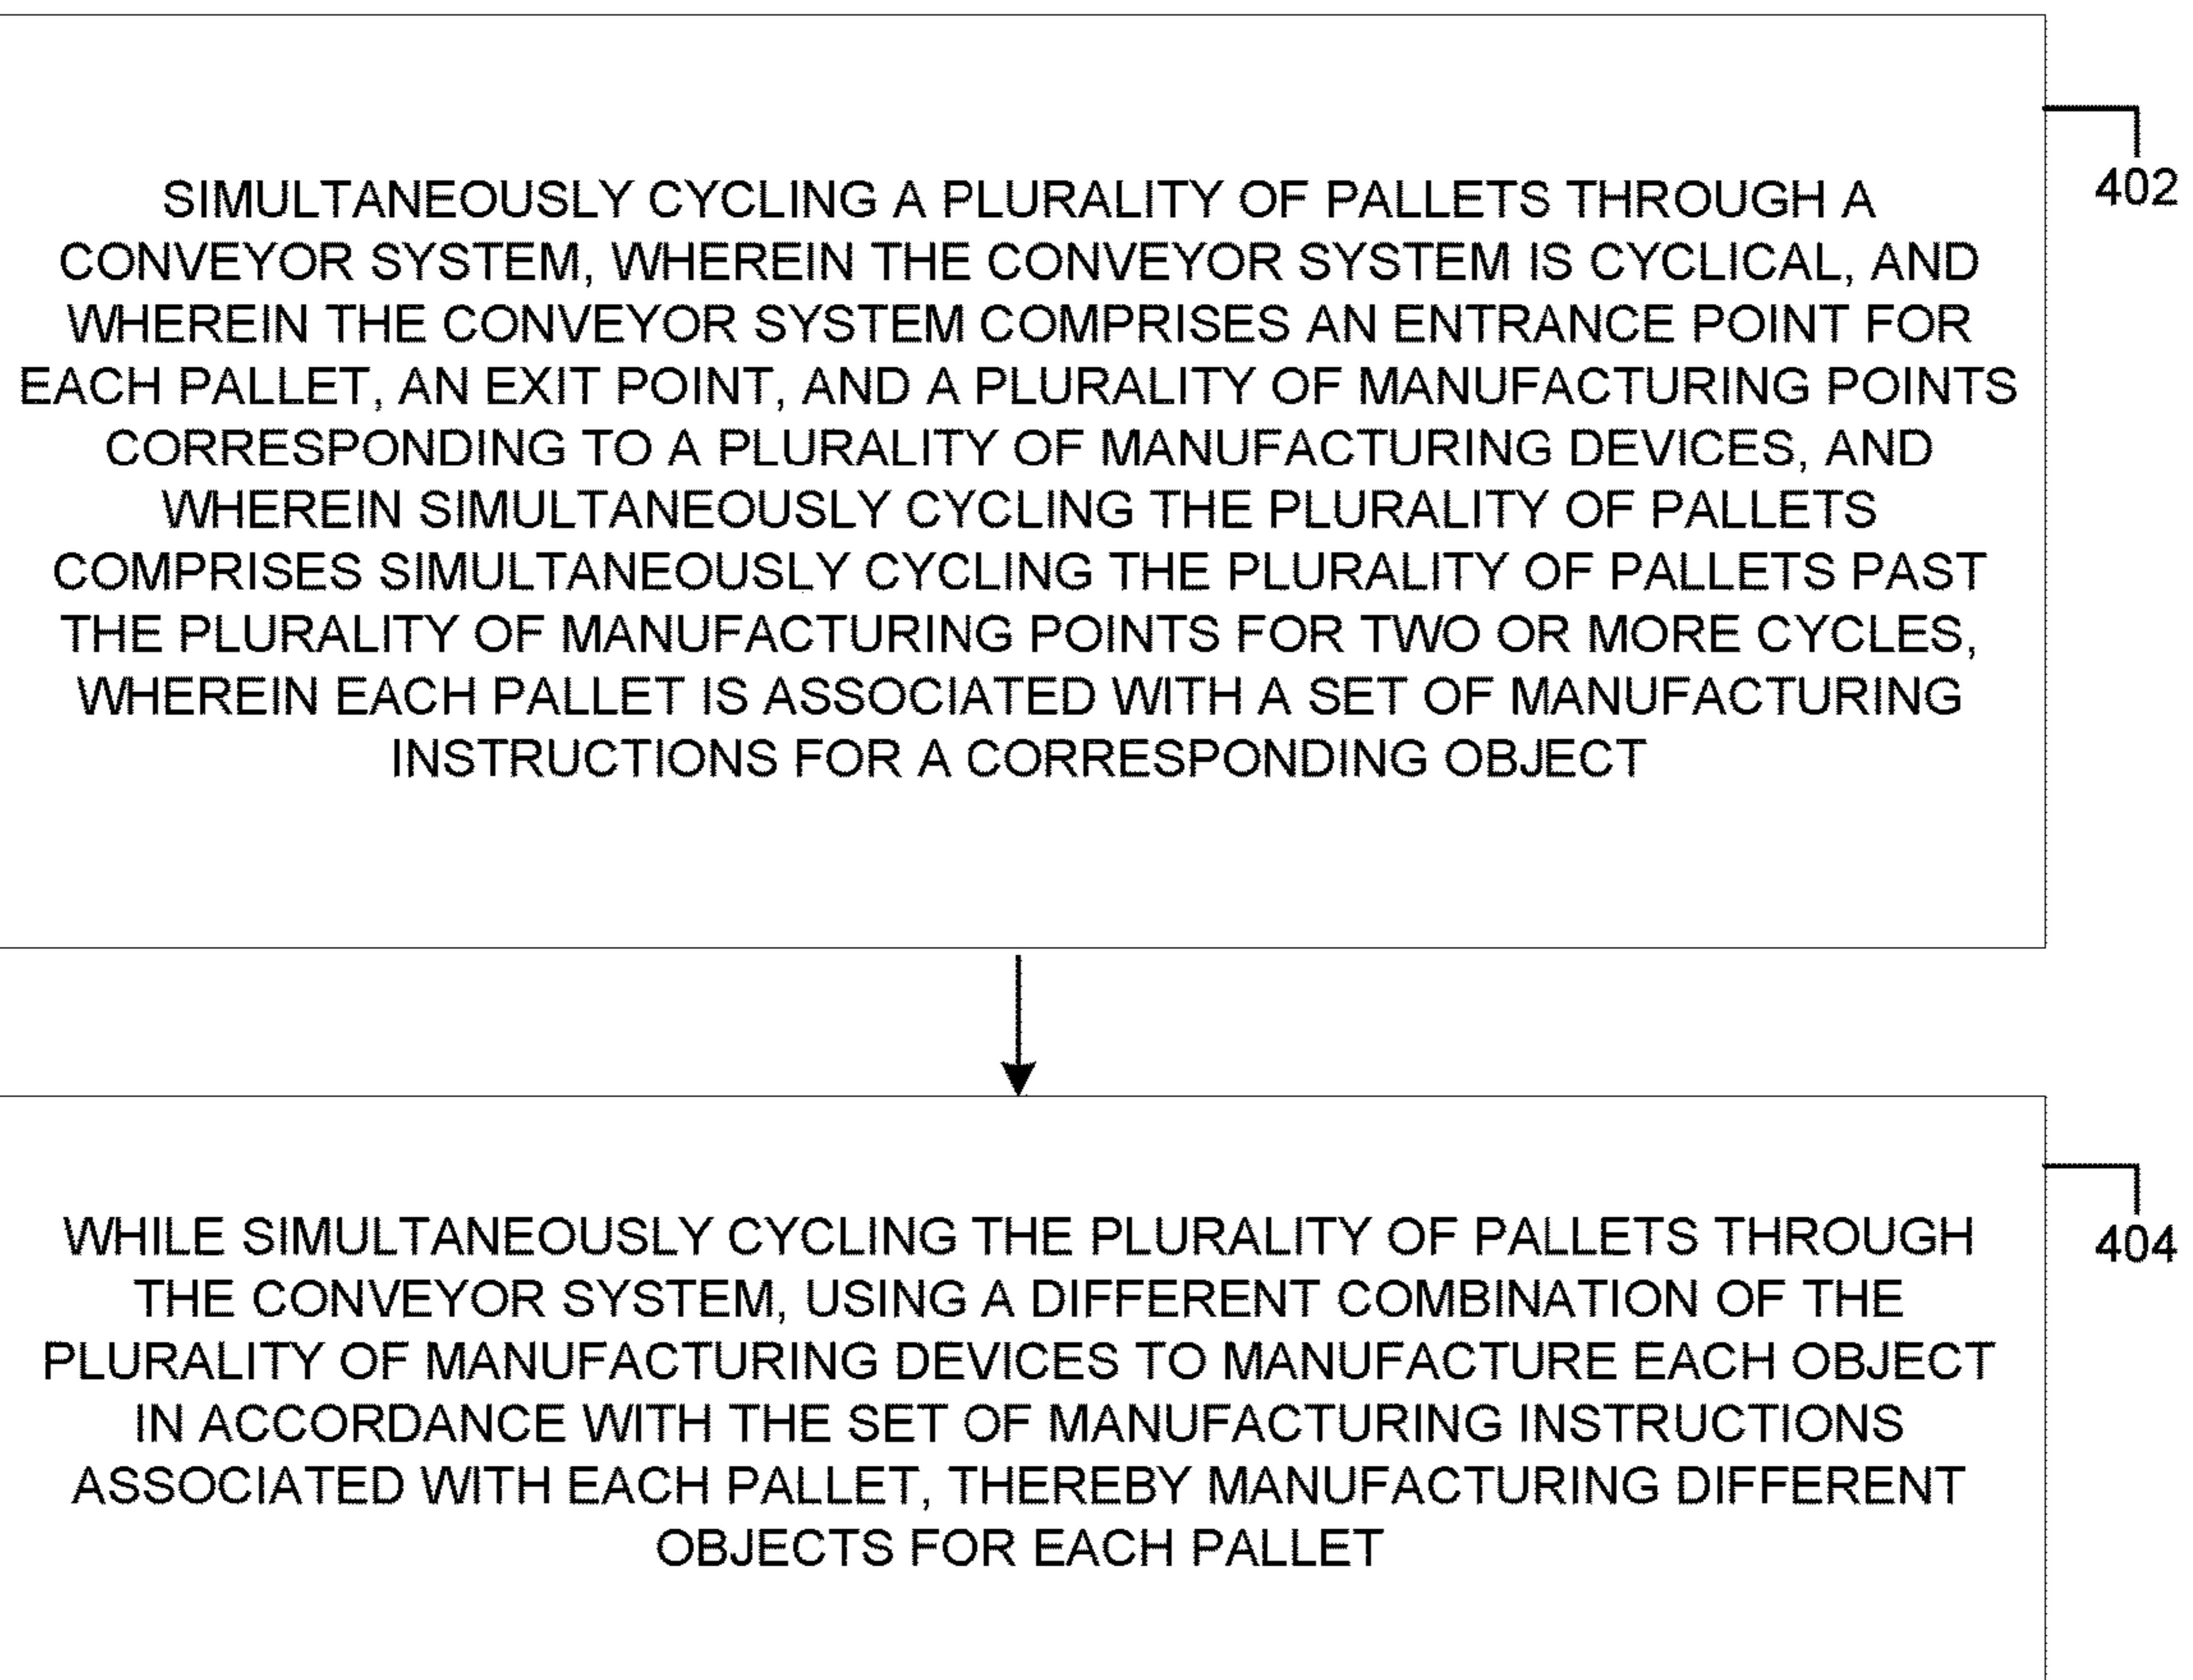 SIMULTANEOUSLY CYCLING A PLURALITY OF PALLETS THROUGH A
CONVEYOR SYSTEM, WHEREIN THE CONVEYOR SYSTEM IS CYCLICAL, AND
WHEREIN THE CONVEYOR SYSTEM COMPRISES AN ENTRANCE POINT FOR
EACH PALLET, AN EXIT POINT, AND A PLURALITY OF MANUFACTURING POINTS
CORRESPONDING TO A PLURALITY OF MANUFACTURING DEVICES, AND
WHEREIN SIMULTANEOUSLY CYCLING THE PLURALITY OF PALLETS
COMPRISES SIMULTANEOUSLY CYCLING THE PLURALITY OF PALLETS PAST
THE PLURALITY OF MANUFACTURING POINTS FOR TWO OR MORE CYCLES,
WHEREIN EACH PALLET IS ASSOCIATED WITH A SET OF MANUFACTURING
INSTRUCTIONS FOR A CORRESPONDING OBJECT
402
WHILE SIMULTANEOUSLY CYCLING THE PLURALITY OF PALLETS THROUGH
THE CONVEYOR SYSTEM, USING A DIFFERENT COMBINATION OF THE
PLURALITY OF MANUFACTURING DEVICES TO MANUFACTURE EACH OBJECT
IN ACCORDANCE WITH THE SET OF MANUFACTURING INSTRUCTIONS
ASSOCIATED WITH EACH PALLET, THEREBY MANUFACTURING DIFFERENT
OBJECTS FOR EACH PALLET
404